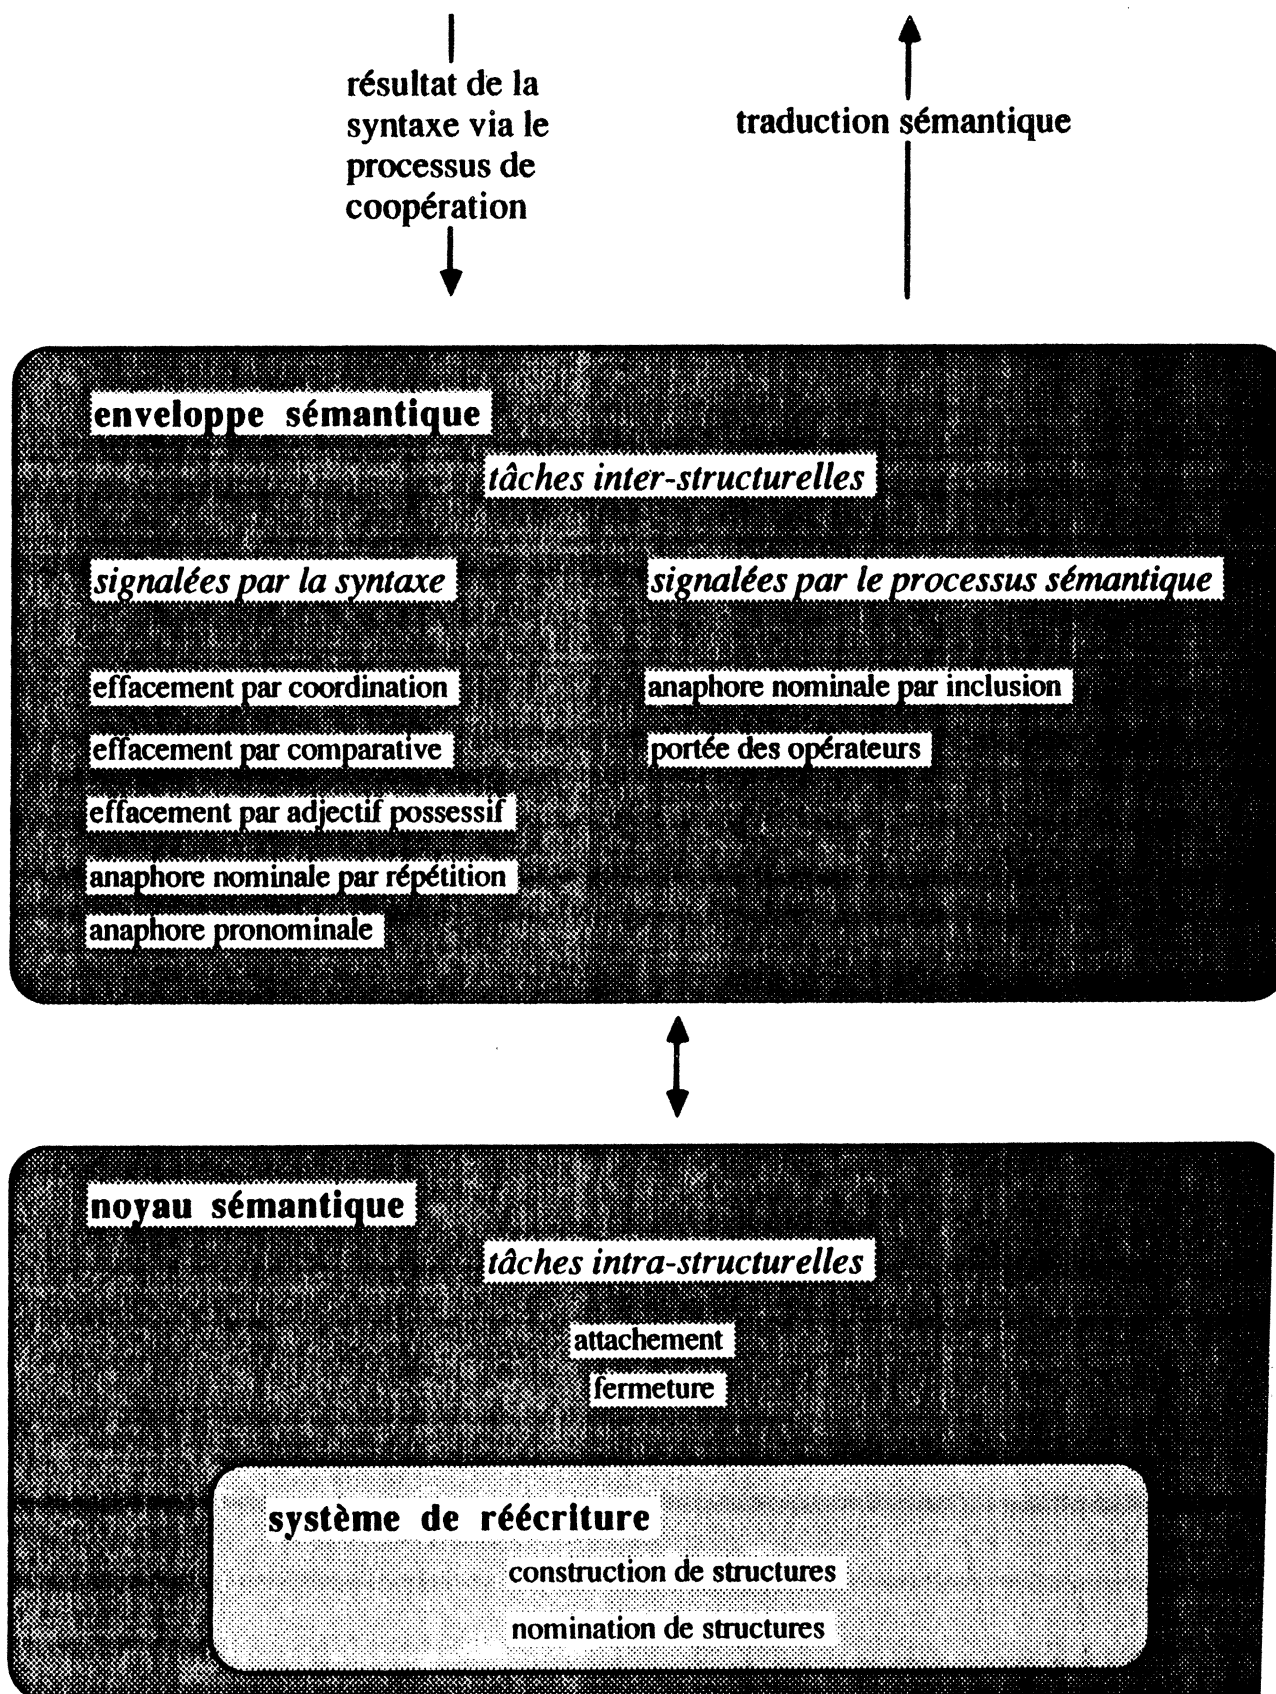 résultat de la
syntaxe via le
processus de
coopération
traduction sémantique
enveloppe sémantique
tâches inter-structurelles
signalées par la syntaxe
signalées par le processus sémantique
effacement par coordination
anaphore nominale par inclusion
effacement par comparative
portée des opérateurs
effacement par adjectif possessif
anaphore nominale par répétition
anaphore pronominale
noyau sémantique
tâches intra-structurelles
attachement
fermeture
système de réécriture
construction de structures
nomination de structures